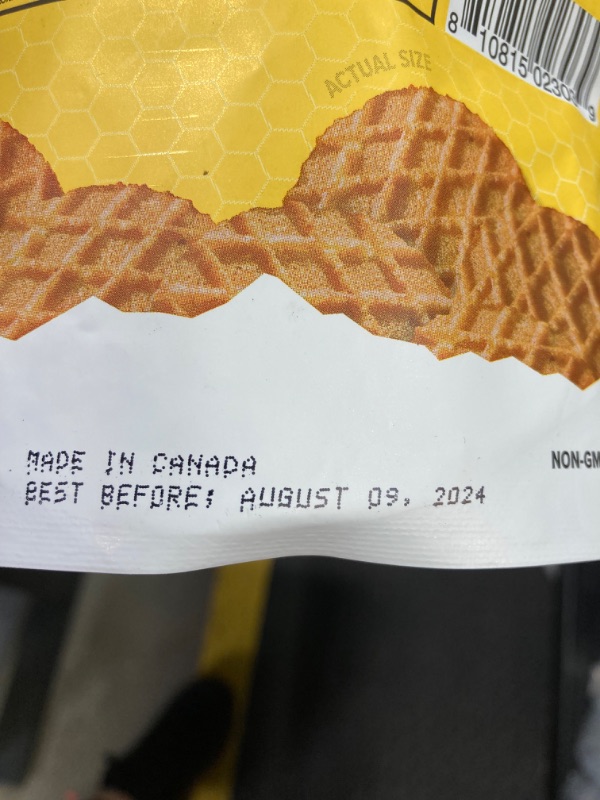 ACTUAL SIZE
MADE IN CANADA
BEST BEFORE: AUGUST 09, 2024